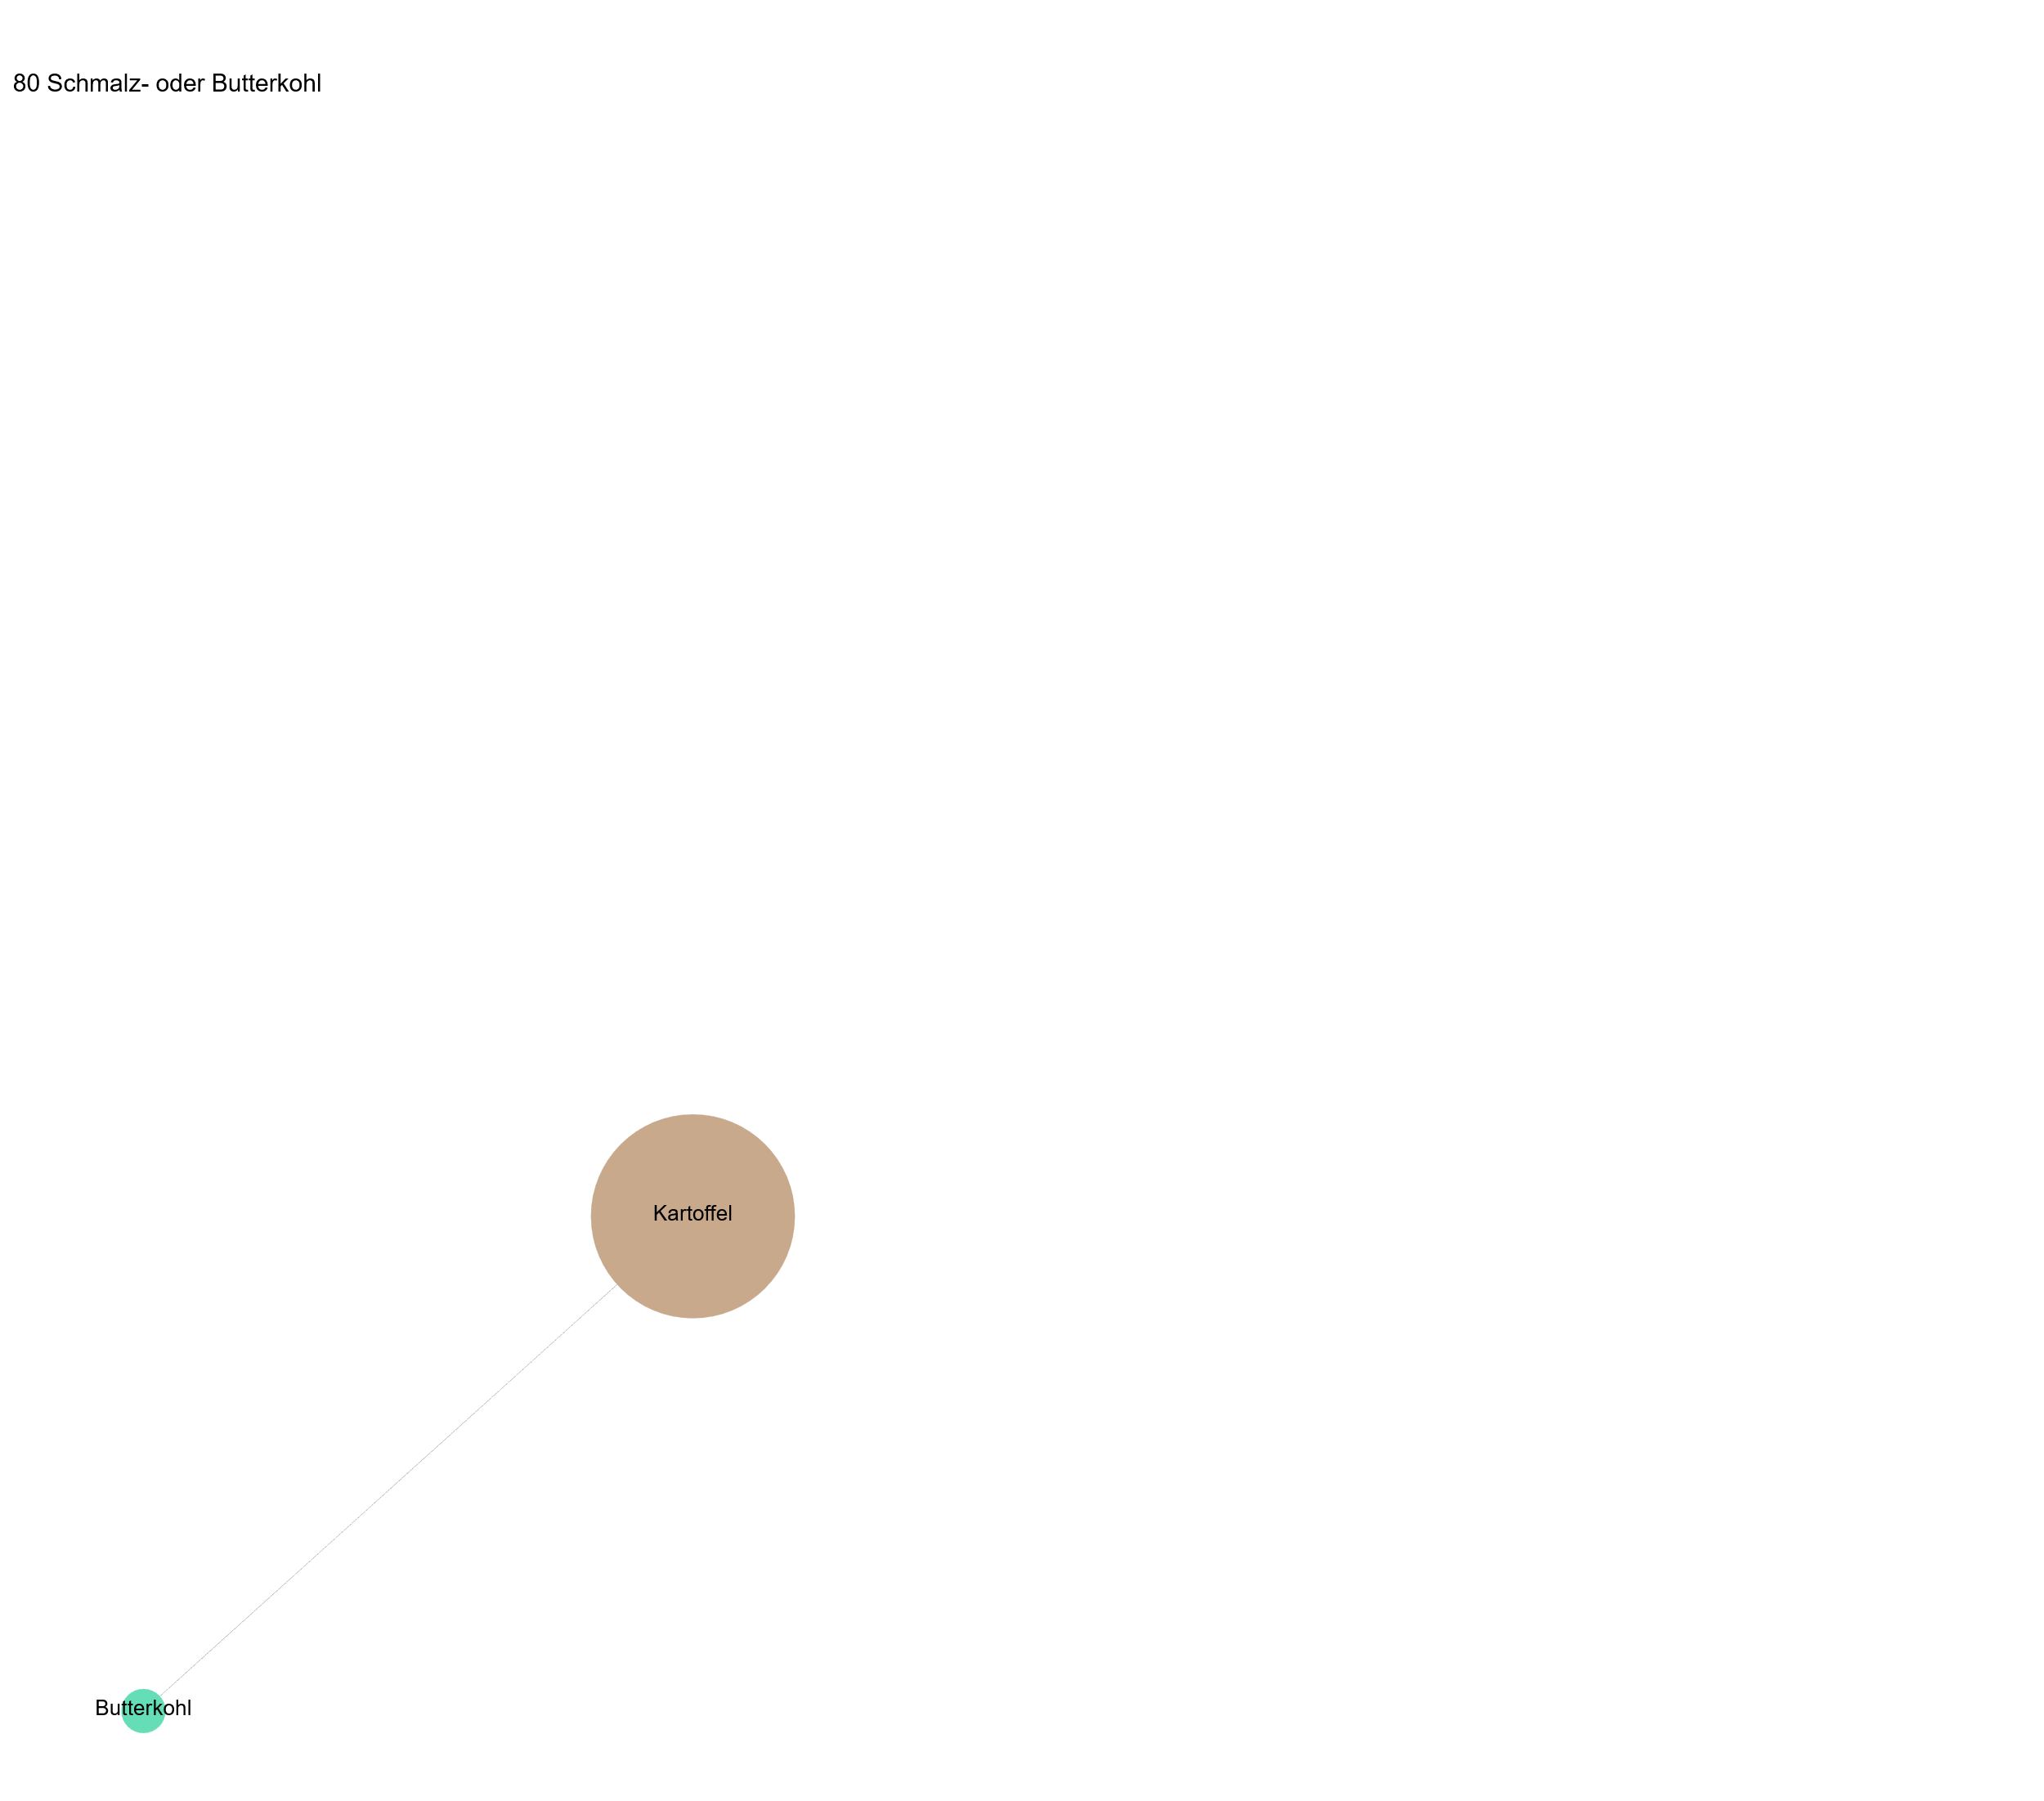 80 Schmalz- oder Butterkohl
Kartoffel
Butterkohl